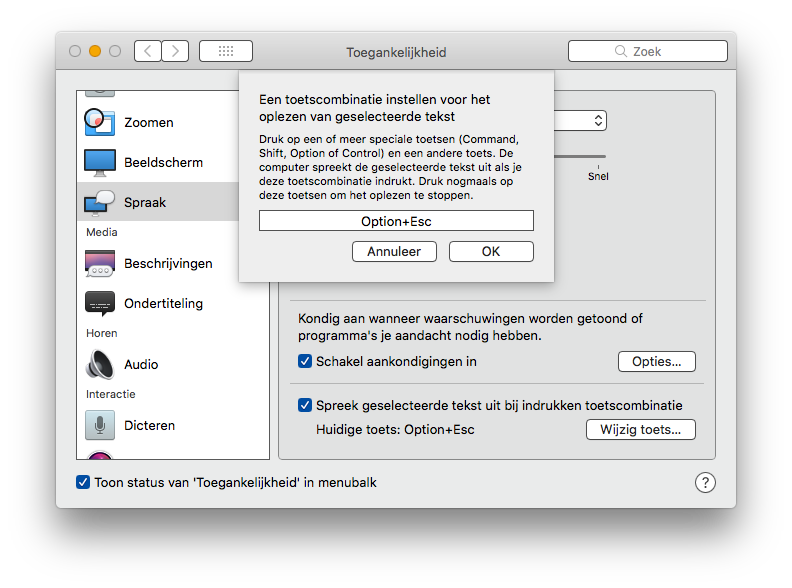 Toegankelijkheid
Zoek
Zoomen
Beeldscherm
Spraak
Media
Beschrijvingen
Ondertiteling
Horen
Audio
Interactie
Dicteren
Een toetscombinatie instellen voor het
oplezen van geselecteerde tekst
Druk op een of meer speciale toetsen (Command,
Shift, Option of Control) en een andere toets. De
computer spreekt de geselecteerde tekst uit als je
deze toetscombinatie indrukt. Druk nogmaals op
deze toetsen om het oplezen te stoppen.
Option+Esc
Annuleer
OK
Snel
Kondig aan wanneer waarschuwingen worden getoond of
programma's je aandacht nodig hebben.
Schakel aankondigingen in
Opties...
Spreek geselecteerde tekst uit bij indrukken toetscombinatie
Huidige toets: Option+Esc
Wijzig toets...
Toon status van 'Toegankelijkheid' in menubalk
?